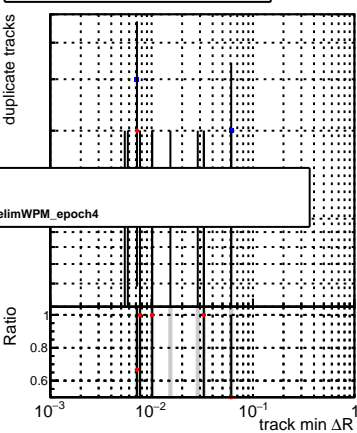 duplicate tracks
elimWPM_epoch4
Ratio
1
0.8
0.6
10⁻³ 10⁻² 10⁻¹ 1
track min ΔR